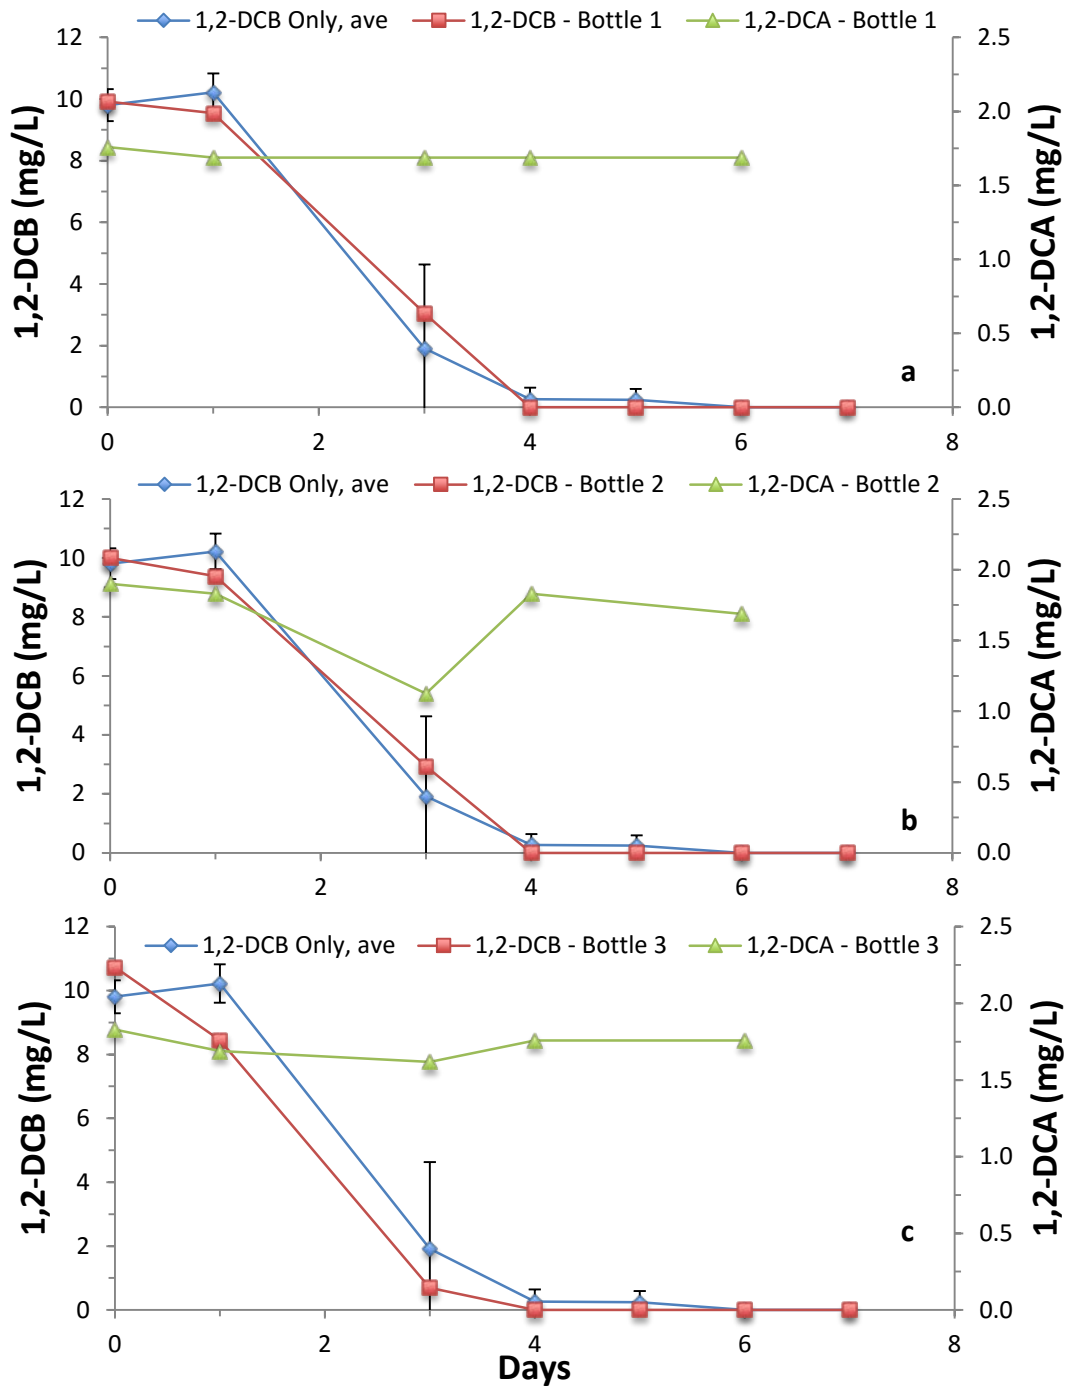 1,2-DCB Only, ave 1,2-DCB - Bottle 1 1,2-DCA - Bottle 1
12 2.5
10 2.0
8 1.5
6
1.0
4
2 0.5
0 0.0
0 2 4 6 8
1,2-DCB (mg/L)
1,2-DCA (mg/L)
a
1,2-DCB Only, ave 1,2-DCB - Bottle 2 1,2-DCA - Bottle 2
12 2.5
10 2.0
8 1.5
6
1.0
4
2 0.5
0 0.0
0 2 4 6 8
1,2-DCB (mg/L)
1,2-DCA (mg/L)
b
1,2-DCB Only, ave 1,2-DCB - Bottle 3 1,2-DCA - Bottle 3
12 2.5
10 2.0
8 1.5
6
1.0
4
2 0.5
0 0.0
0 2 4 6 8
1,2-DCB (mg/L)
1,2-DCA (mg/L)
c
Days